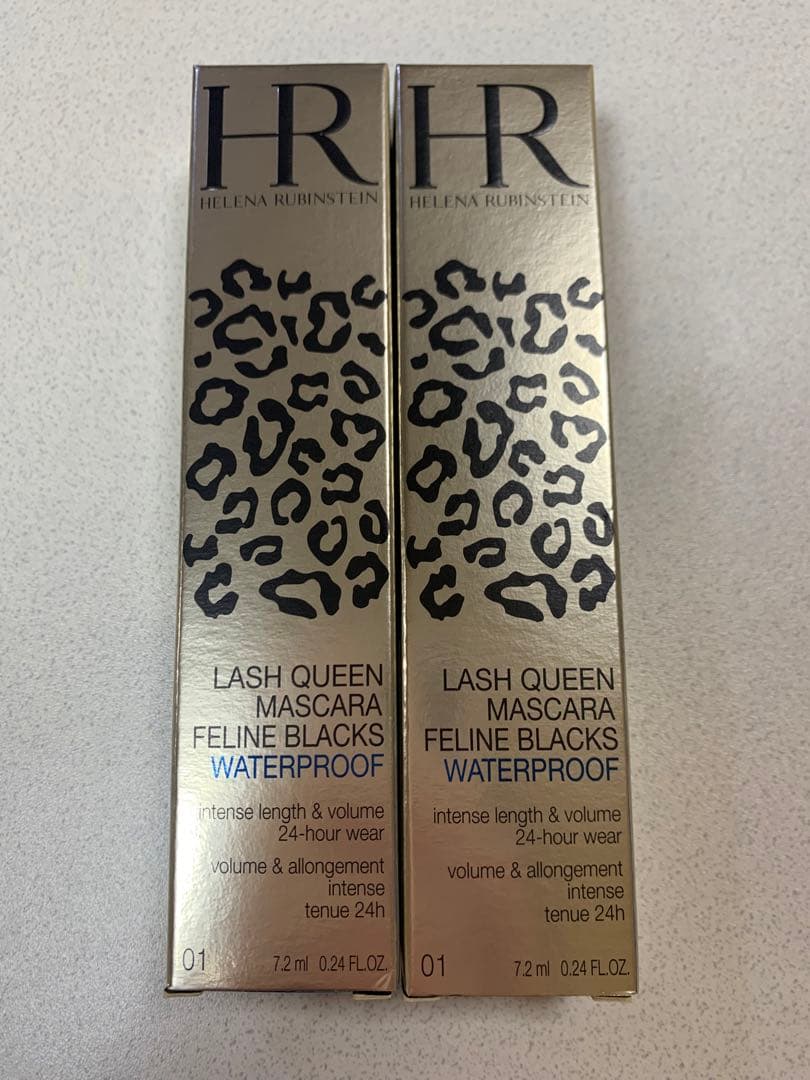 HR
HELENA RUBINSTEIN
LASH QUEEN
MASCARA
FELINE BLACKS
WATERPROOF
intense length & volume
24-hour wear
volume & allongement
intense
tenue 24h
01 7.2 ml 0.24 FL.OZ.
HR
HELENA RUBINSTEIN
LASH QUEEN
MASCARA
FELINE BLACKS
WATERPROOF
intense length & volume
24-hour wear
volume & allongement
intense
tenue 24h
01 7.2 ml 0.24 FL.OZ.